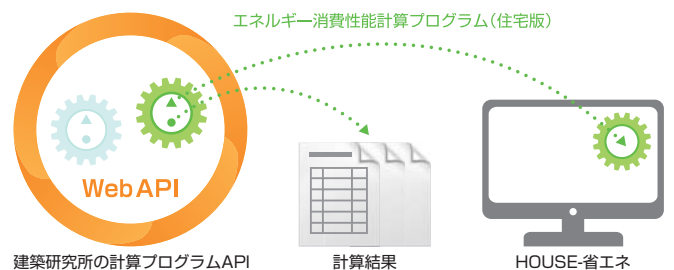 エネルギー消費性能計算プログラム(住宅版)
Web API
建築研究所の計算プログラムAPI
計算結果
HOUSE-省エネ